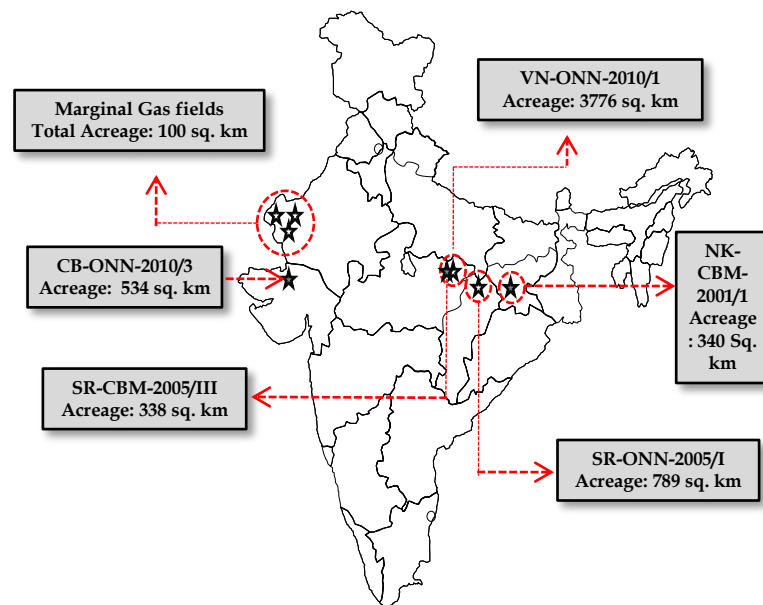 VN-ONN-2010/1
Acreage: 3776 sq. km
Marginal Gas fields
Total Acreage: 100 sq. km
CB-ONN-2010/3
Acreage: 534 sq. km
NK-
CBM-
2001/1
Acreage
: 340 Sq.
km
SR-CBM-2005/III
Acreage: 338 sq. km
SR-ONN-2005/I
Acreage: 789 sq. km